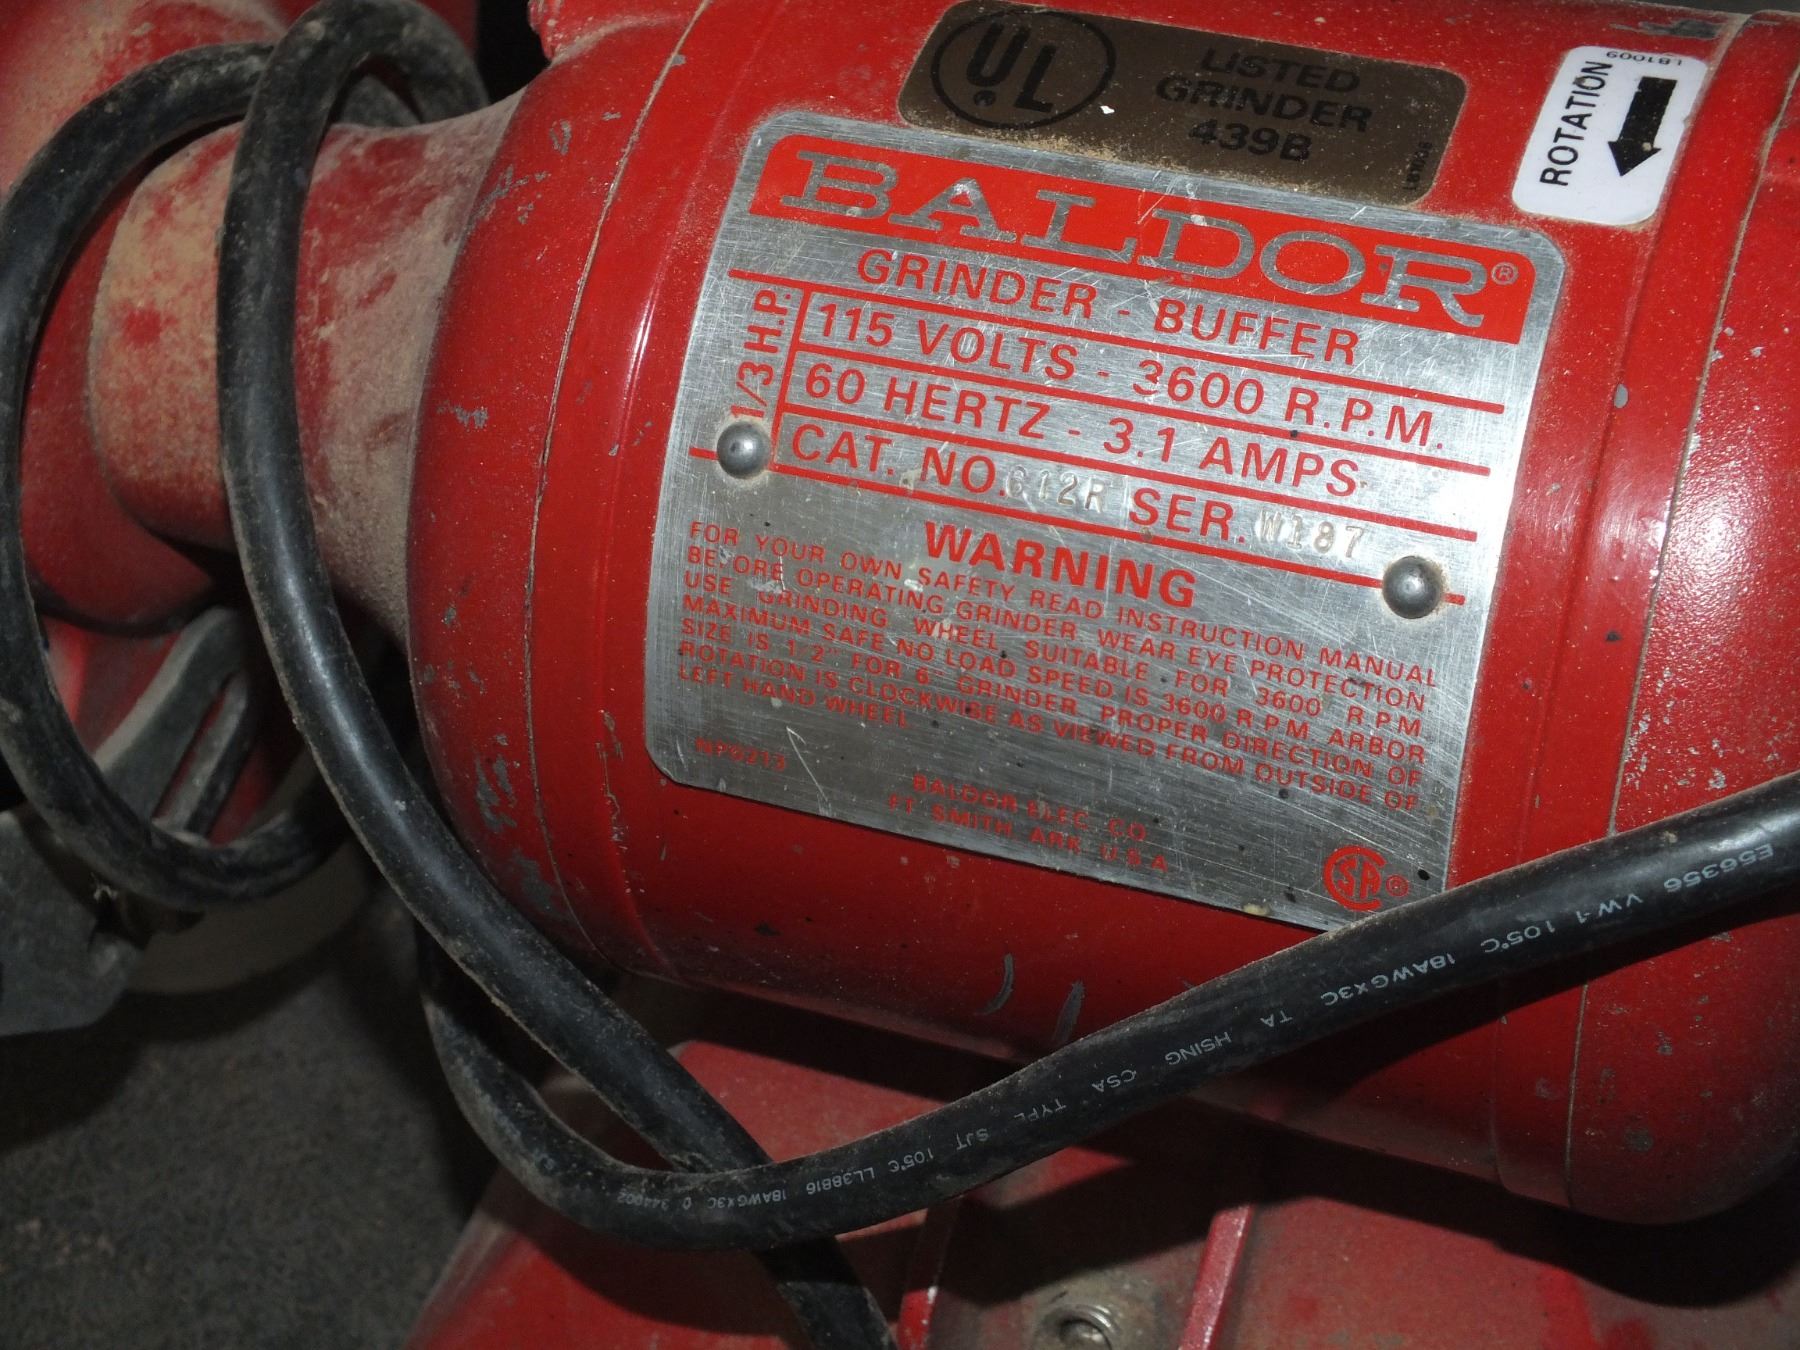 UL ®
LISTED
GRINDER
439B
ROTATION
LB1009
BALDOR®
GRINDER - BUFFER
1/3 H.P.
115 VOLTS - 3600 R.P.M.
60 HERTZ - 3.1 AMPS
CAT. NO. 612R SER. W187
WARNING
FOR YOUR OWN SAFETY READ INSTRUCTION MANUAL
BEFORE OPERATING GRINDER. WEAR EYE PROTECTION.
USE GRINDING WHEEL SUITABLE FOR 3600 R.P.M.
MAXIMUM SAFE NO LOAD SPEED IS 3600 R.P.M. ARBOR
SIZE IS 1/2" FOR 6" GRINDER. PROPER DIRECTION OF
ROTATION IS CLOCKWISE AS VIEWED FROM OUTSIDE OF
LEFT HAND WHEEL.
NP0213
BALDOR ELEC. CO.
FT. SMITH, ARK. U.S.A.
SA®
E56356 VW-1 105°C 18AWGX3C TA HSING CSA TYPE SJT 105°C LL38816 18AWGX3C